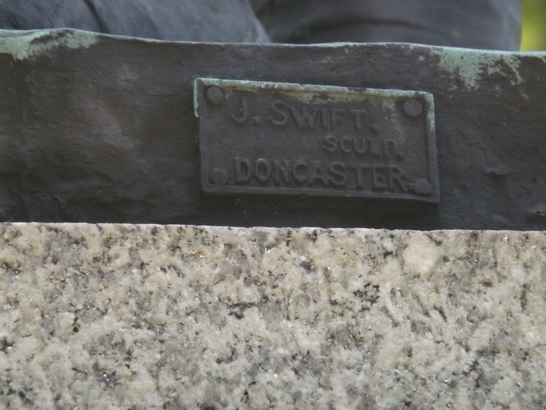 J. SWIFT.
SCULP.
DONCASTER.